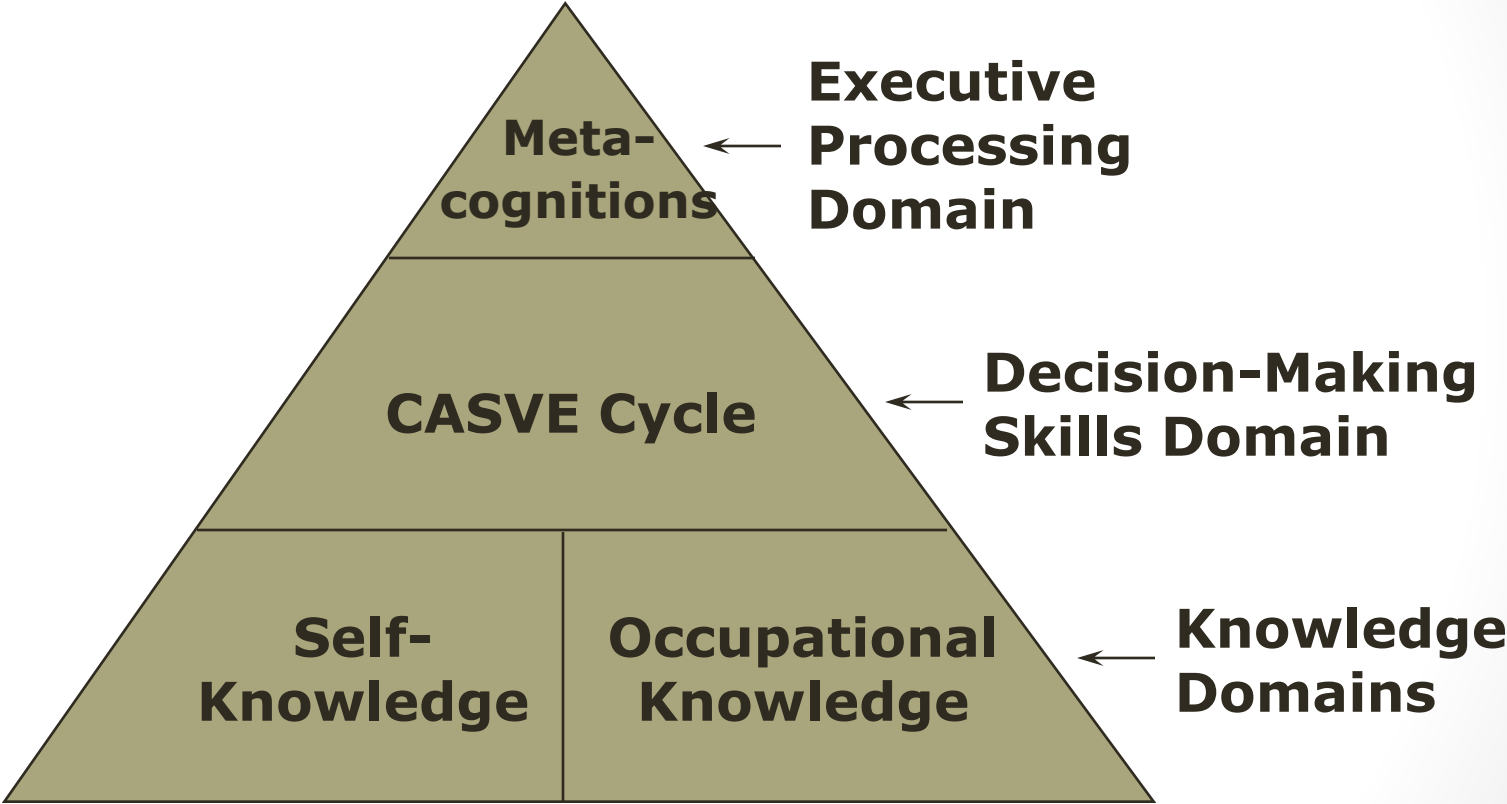 Meta-
cognitions
Executive
Processing
Domain
CASVE Cycle
Decision-Making
Skills Domain
Self-
Knowledge
Occupational
Knowledge
Knowledge
Domains